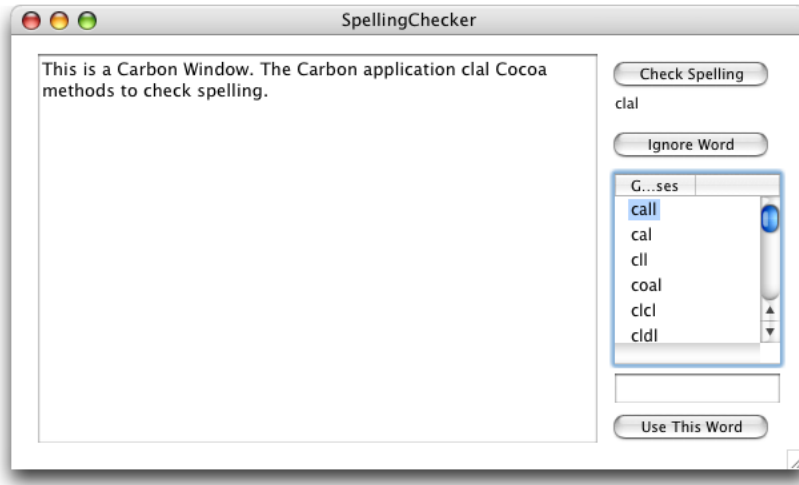 SpellingChecker
This is a Carbon Window. The Carbon application clal Cocoa
methods to check spelling.
Check Spelling
clal
Ignore Word
G...ses
call
cal
cll
coal
clcl
cldl
Use This Word